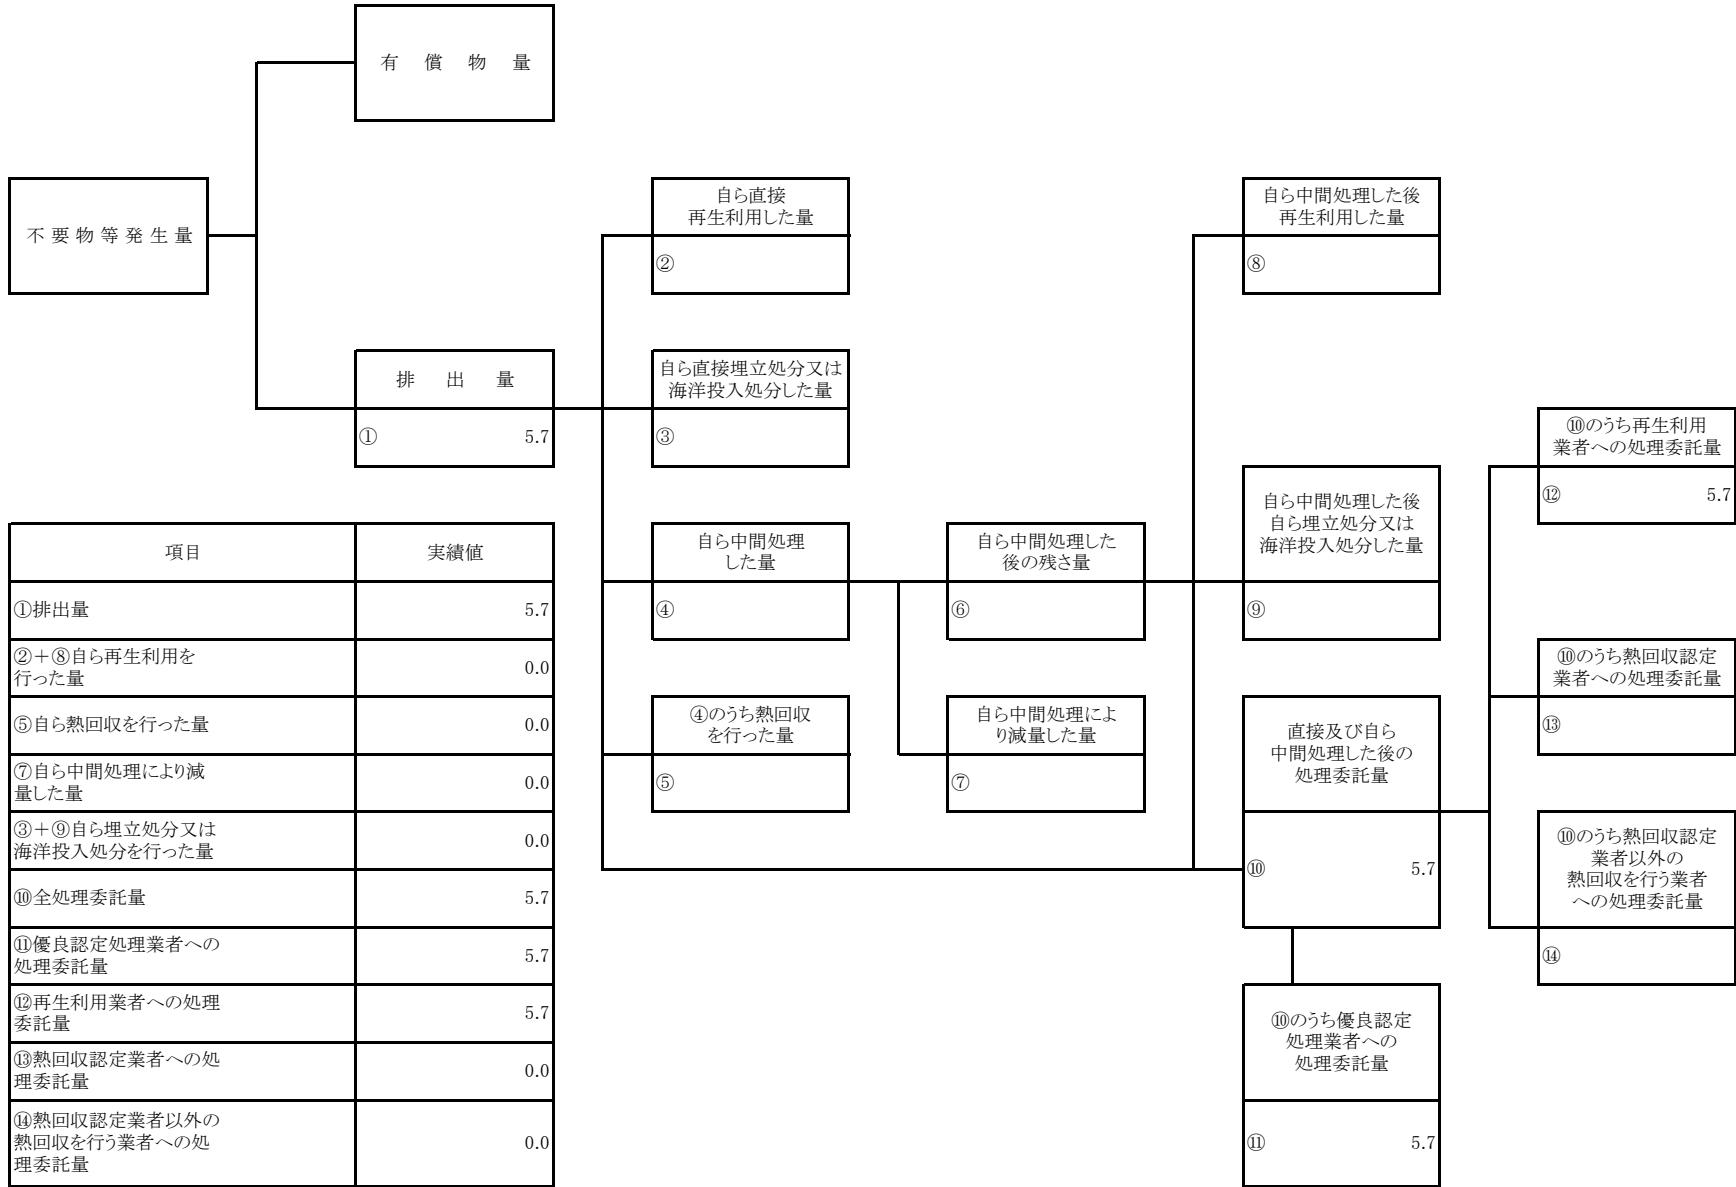 有 償 物 量
不 要 物 等 発 生 量
自ら直接
再生利用した量
②
自ら中間処理した後
再生利用した量
⑧
排 出 量
① 5.7
自ら直接埋立処分又は
海洋投入処分した量
③
⑩のうち再生利用
業者への処理委託量
⑫ 5.7
自ら中間処理
した量
④
自ら中間処理した
後の残さ量
⑥
自ら中間処理した後
自ら埋立処分又は
海洋投入処分した量
⑨
⑩のうち熱回収認定
業者への処理委託量
⑬
④のうち熱回収
を行った量
⑤
自ら中間処理によ
り減量した量
⑦
直接及び自ら
中間処理した後の
処理委託量
⑩ 5.7
⑩のうち熱回収認定
業者以外の
熱回収を行う業者
への処理委託量
⑭
⑩のうち優良認定
処理業者への
処理委託量
⑪ 5.7
項目 実績値
①排出量 5.7
②＋⑧自ら再生利用を
行った量 0.0
⑤自ら熱回収を行った量 0.0
⑦自ら中間処理により減
量した量 0.0
③＋⑨自ら埋立処分又は
海洋投入処分を行った量 0.0
⑩全処理委託量 5.7
⑪優良認定処理業者への
処理委託量 5.7
⑫再生利用業者への処理
委託量 5.7
⑬熱回収認定業者への処
理委託量 0.0
⑭熱回収認定業者以外の
熱回収を行う業者への処
理委託量 0.0